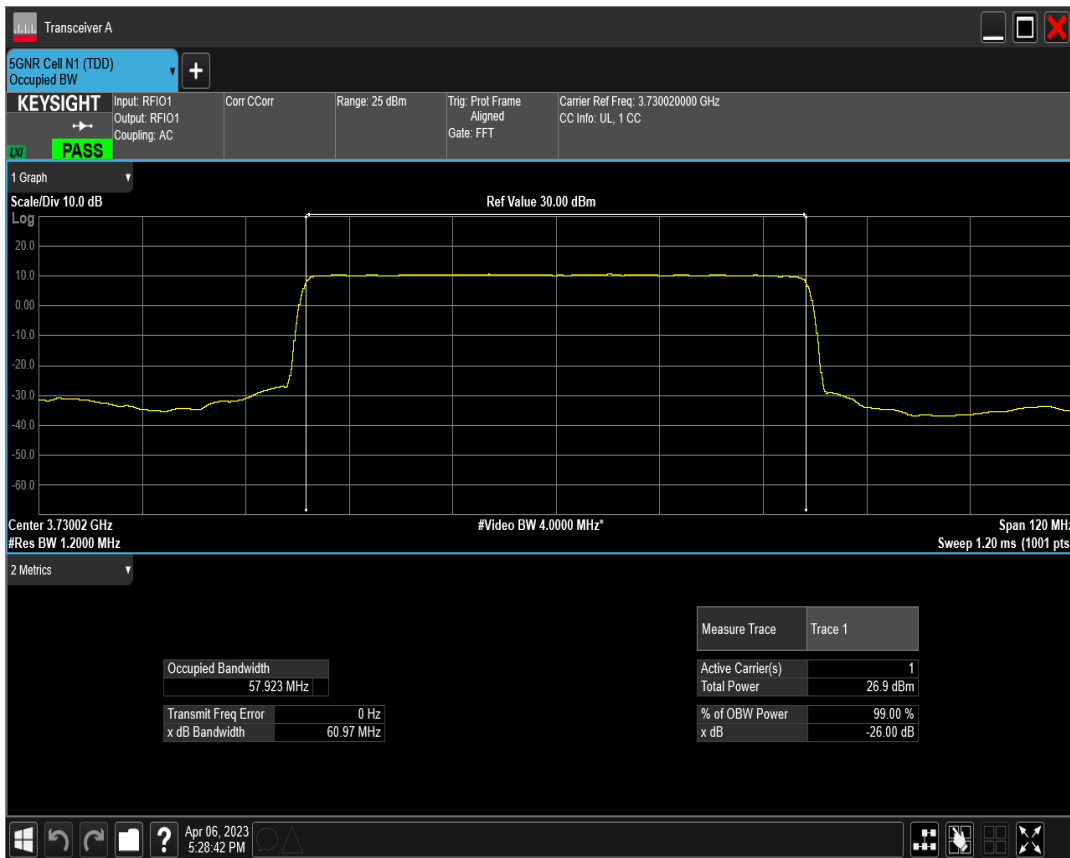 Transceiver A
5GNR Cell N1 (TDD)
Occupied BW
+
KEYSIGHT
LXI
PASS
Input: RFIO1
Output: RFIO1
Coupling: AC
Corr CCorr
Range: 25 dBm
Trig: Prot Frame
Aligned
Gate: FFT
Carrier Ref Freq: 3.730020000 GHz
CC Info: UL, 1 CC
1 Graph
Scale/Div 10.0 dB
Ref Value 30.00 dBm
Log
20.0
10.0
0.00
-10.0
-20.0
-30.0
-40.0
-50.0
-60.0
Center 3.73002 GHz
#Video BW 4.0000 MHz*
Span 120 MHz
#Res BW 1.2000 MHz
Sweep 1.20 ms (1001 pts
2 Metrics
Measure Trace Trace 1
Occupied Bandwidth
57.923 MHz
Active Carrier(s) 1
Total Power 26.9 dBm
Transmit Freq Error 0 Hz
x dB Bandwidth 60.97 MHz
% of OBW Power 99.00 %
x dB -26.00 dB
?
Apr 06, 2023
5:28:42 PM